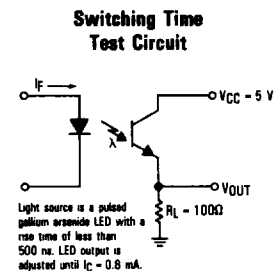 Switching Time
Test Circuit
IF
VCC = 5 V
λ
VOUT
RL = 100Ω
Light source is a pulsed
gallium arsenide LED with a
rise time of less than
500 ns. LED output is
adjusted until IC = 0.8 mA.